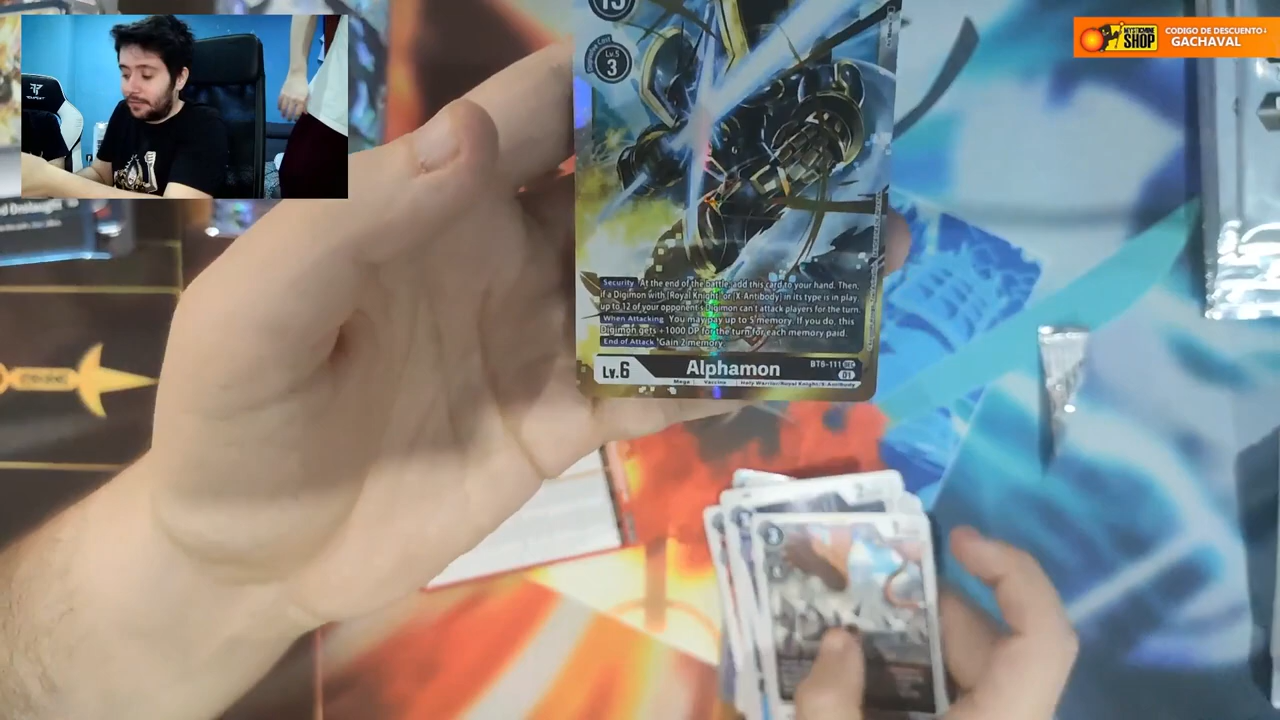 MYSTICMINE
SHOP
CODIGO DE DESCUENTO↓
GACHAVAL
Lv.5
3
Security At the end of the battle, add this card to your hand. Then,
if a Digimon with [Royal Knight] or [X Antibody] in its type is in play,
up to 12 of your opponent's Digimon can't attack players for the turn.
When Attacking You may pay up to 5 memory. If you do, this
Digimon gets +1000 DP for the turn for each memory paid.
End of Attack Gain 2 memory.
Lv.6
Alphamon
BT6-111 SEC
01
Mega Vaccine Holy Warrior/Royal Knight/X Antibody